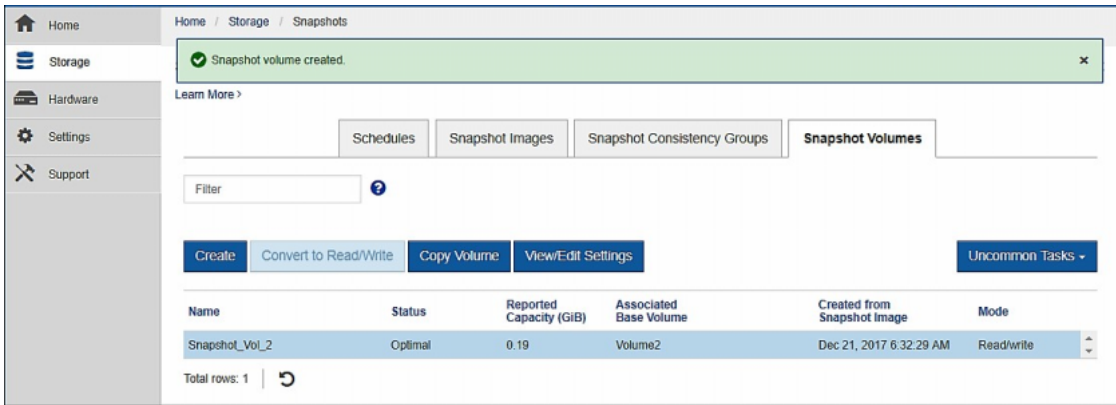 Home
Storage
Hardware
Settings
Support
Home / Storage / Snapshots
Snapshot volume created. ×
Learn More >
Schedules Snapshot Images Snapshot Consistency Groups Snapshot Volumes
Filter ?
Create Convert to Read/Write Copy Volume View/Edit Settings Uncommon Tasks
Name Status Reported Capacity (GiB) Associated Base Volume Created from Snapshot Image Mode
Snapshot_Vol_2 Optimal 0.19 Volume2 Dec 21, 2017 6:32:29 AM Read/write
Total rows: 1